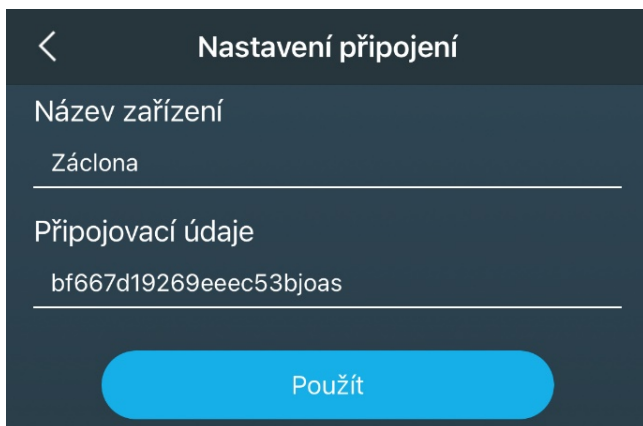 Nastavení připojení
Název zařízení
Záclona
Připojovací údaje
bf667d19269eeec53bjoas
Použít